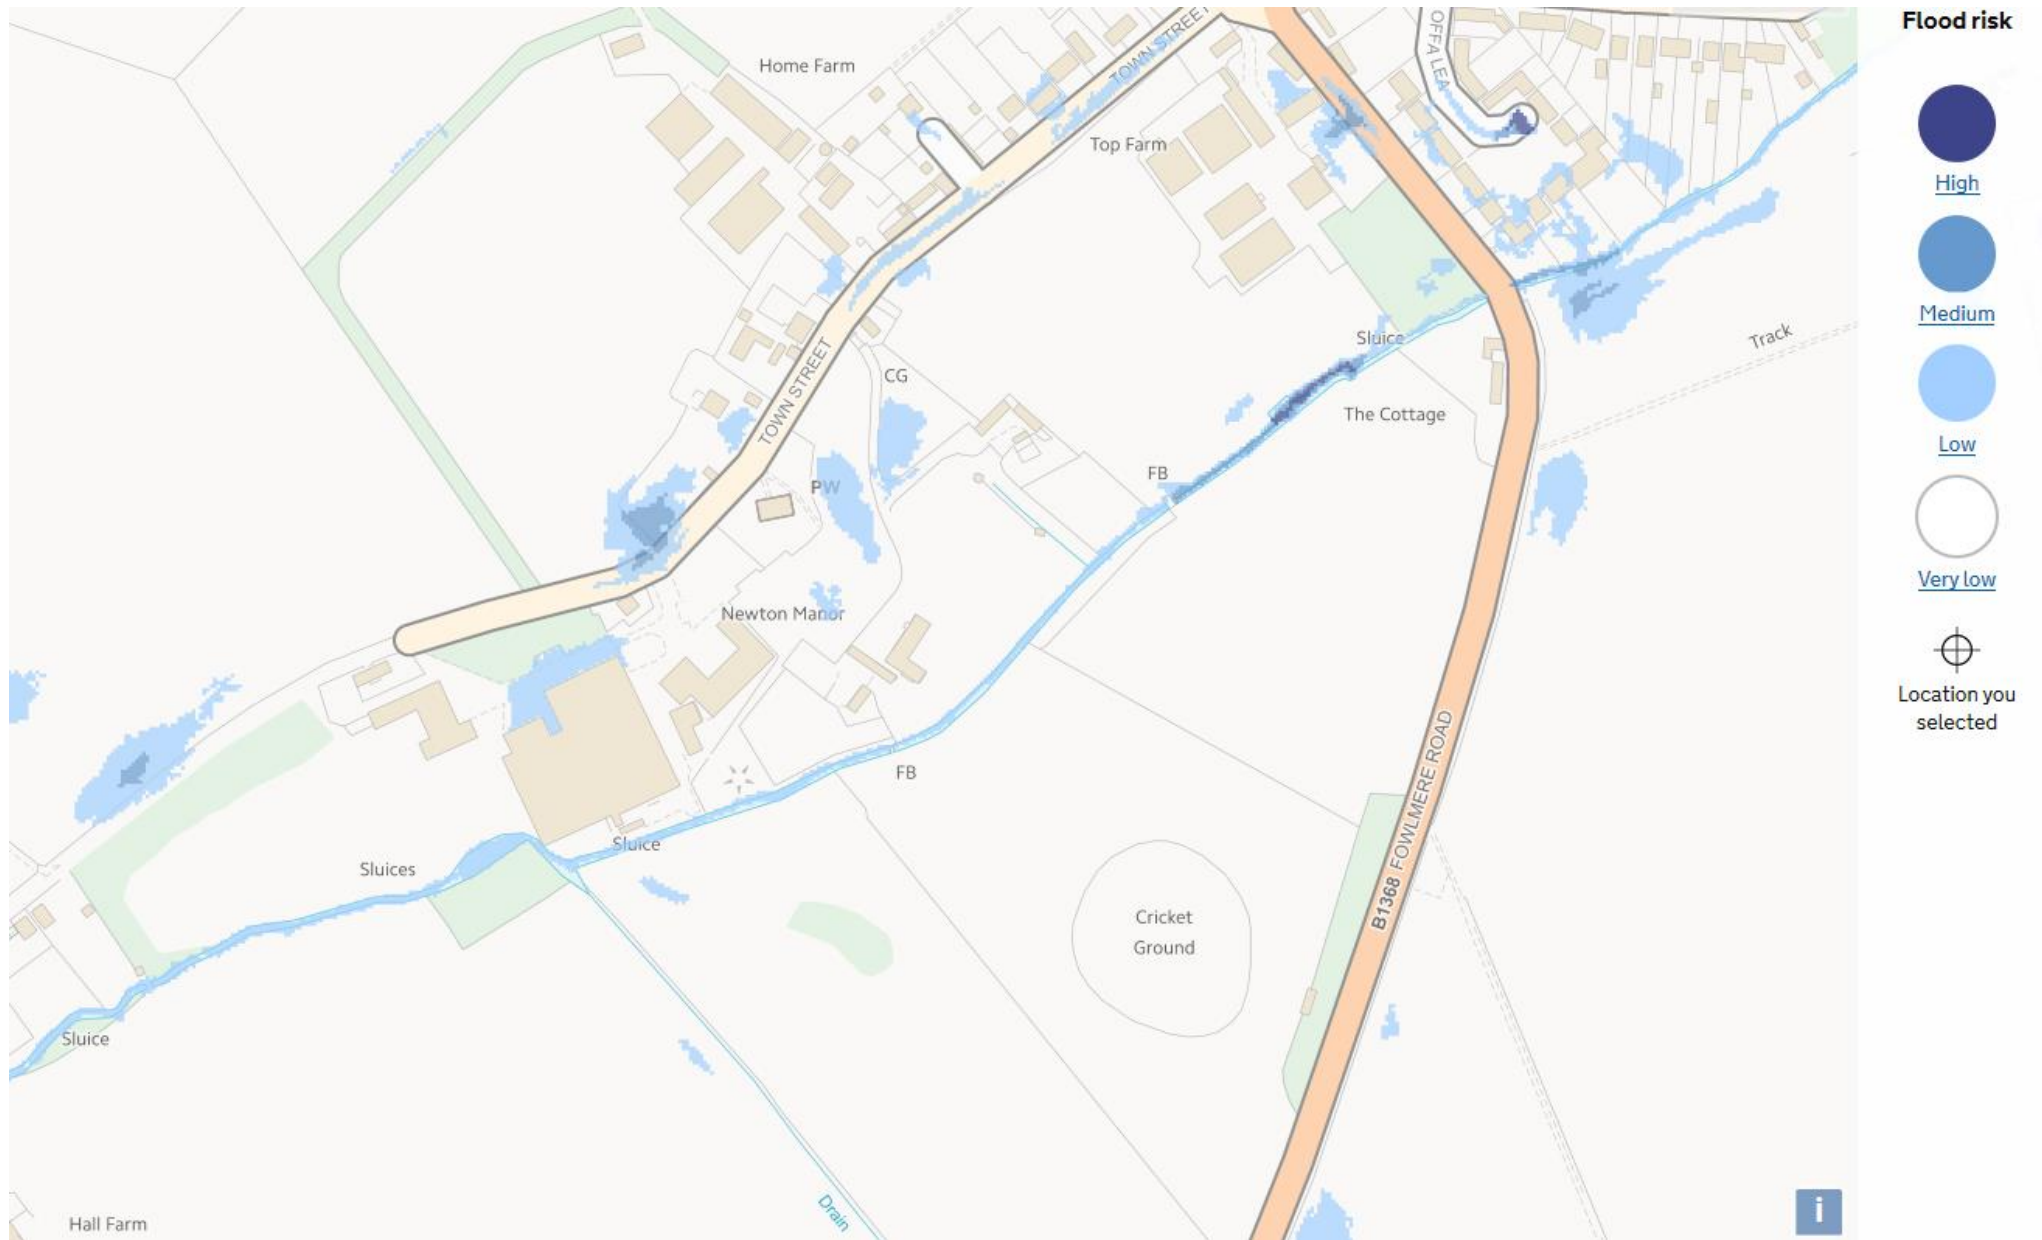 Flood risk
High
Medium
Low
Very low
Location you
selected
Home Farm
TOWN STREET
OFFA LEA
Top Farm
Sluice
Track
CG
TOWN STREET
The Cottage
FB
PW
Newton Manor
B1368 FOWLMERE ROAD
FB
Sluice
Sluices
Cricket
Ground
Sluice
Drain
Hall Farm
i